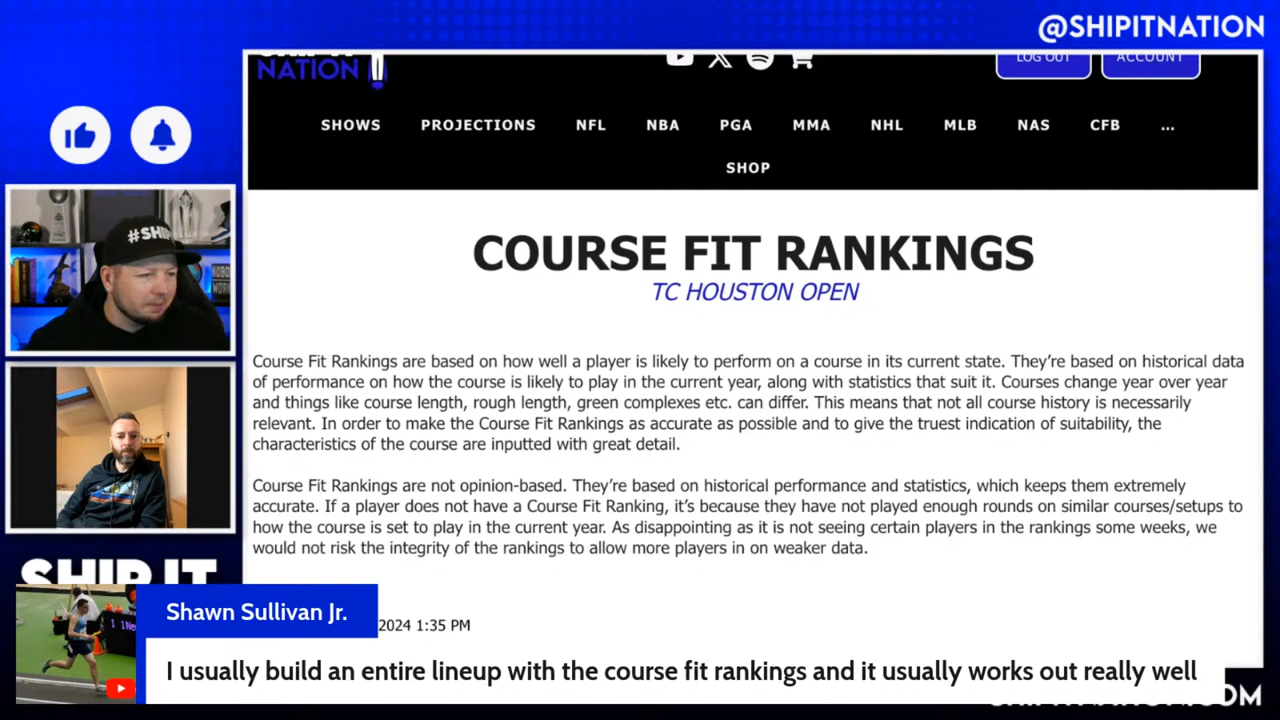 @SHIPITNATION
SHIP IT
NATION
LOG OUT
ACCOUNT
SHOWS
PROJECTIONS
NFL
NBA
PGA
MMA
NHL
MLB
NAS
CFB
...
SHOP
COURSE FIT RANKINGS
TC HOUSTON OPEN
#SHIP
Course Fit Rankings are based on how well a player is likely to perform on a course in its current state. They're based on historical data
of performance on how the course is likely to play in the current year, along with statistics that suit it. Courses change year over year
and things like course length, rough length, green complexes etc. can differ. This means that not all course history is necessarily
relevant. In order to make the Course Fit Rankings as accurate as possible and to give the truest indication of suitability, the
characteristics of the course are inputted with great detail.
Course Fit Rankings are not opinion-based. They're based on historical performance and statistics, which keeps them extremely
accurate. If a player does not have a Course Fit Ranking, it's because they have not played enough rounds on similar courses/setups to
how the course is set to play in the current year. As disappointing as it is not seeing certain players in the rankings some weeks, we
would not risk the integrity of the rankings to allow more players in on weaker data.
SHIP IT
Shawn Sullivan Jr.
2024 1:35 PM
I usually build an entire lineup with the course fit rankings and it usually works out really well
SHIPITNATION.COM